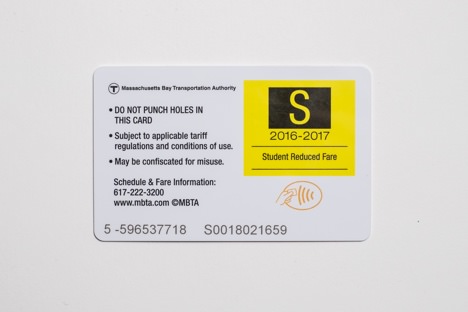 T Massachusetts Bay Transportation Authority
• DO NOT PUNCH HOLES IN
THIS CARD
• Subject to applicable tariff
regulations and conditions of use.
• May be confiscated for misuse.
Schedule & Fare Information:
617-222-3200
www.mbta.com ©MBTA
S
2016-2017
Student Reduced Fare
5 -596537718 S0018021659